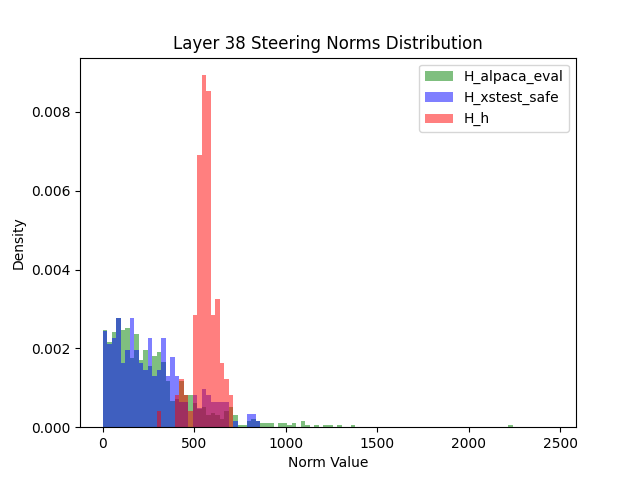 Layer 38 Steering Norms Distribution
H_alpaca_eval
H_xstest_safe
H_h
0.008
0.006
0.004
0.002
0.000
Density
0
500
1000
1500
2000
2500
Norm Value